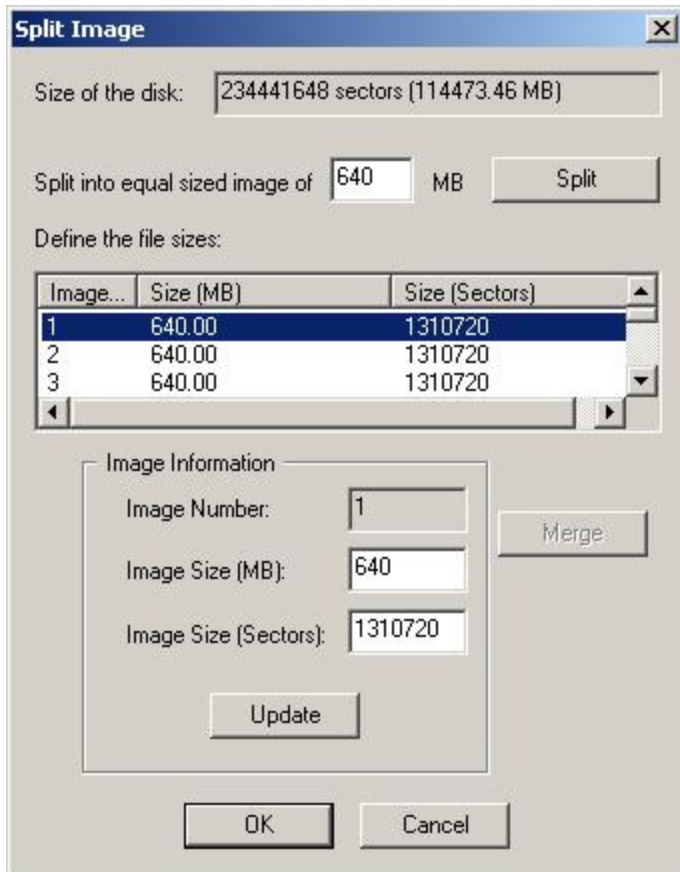 Split Image
Size of the disk: 234441648 sectors (114473.46 MB)
Split into equal sized image of 640 MB Split
Define the file sizes:
Image... Size (MB) Size (Sectors)
1 640.00 1310720
2 640.00 1310720
3 640.00 1310720
Image Information
Image Number: 1
Merge
Image Size (MB): 640
Image Size (Sectors): 1310720
Update
OK Cancel